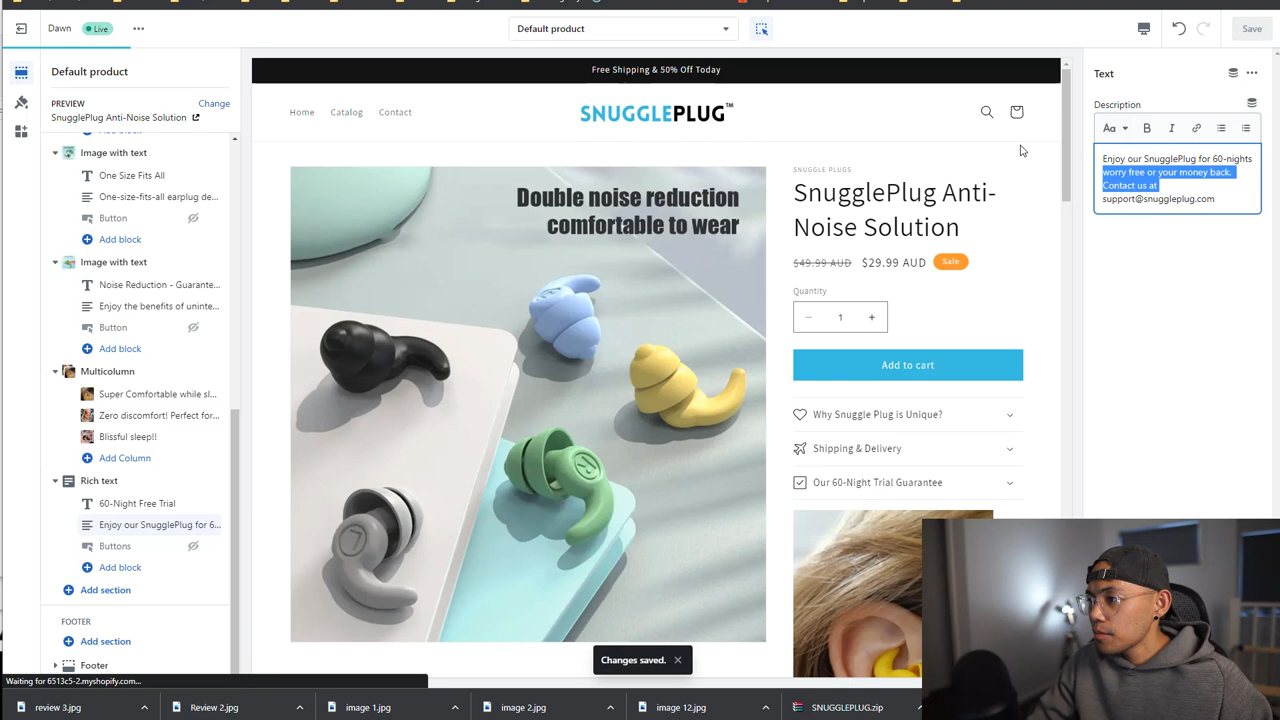 Dawn
Live
Default product
Save
Default product
PREVIEW
Change
SnugglePlug Anti-Noise Solution
Image with text
One Size Fits All
One-size-fits-all earplug de...
Button
Add block
Image with text
Noise Reduction - Guarante...
Enjoy the benefits of uninte...
Button
Add block
Multicolumn
Super Comfortable while sl...
Zero discomfort! Perfect for...
Blissful sleep!!
Add Column
Rich text
60-Night Free Trial
Enjoy our SnugglePlug for 6...
Buttons
Add block
Add section
FOOTER
Add section
Footer
Waiting for 6513c5-2.myshopify.com...
Free Shipping & 50% Off Today
Home
Catalog
Contact
SNUGGLEPLUG™
Double noise reduction
comfortable to wear
SNUGGLE PLUGS
SnugglePlug Anti-
Noise Solution
$49.99 AUD
$29.99 AUD
Sale
Quantity
1
Add to cart
Why Snuggle Plug is Unique?
Shipping & Delivery
Our 60-Night Trial Guarantee
Changes saved.
Text
Description
Aa
B
I
Enjoy our SnugglePlug for 60-nights
worry free or your money back.
Contact us at
support@snuggleplug.com
review 3.jpg
Review 2.jpg
image 1.jpg
image 2.jpg
image 12.jpg
SNUGGLEPLUG.zip